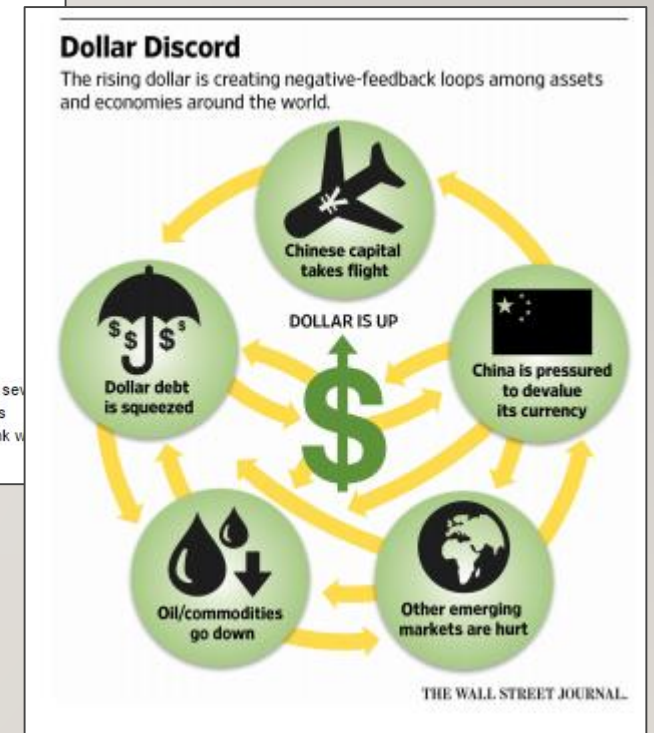 Dollar Discord
The rising dollar is creating negative-feedback loops among assets
and economies around the world.
¥
Chinese capital
takes flight
DOLLAR IS UP
$
$ $ $ $
Dollar debt
is squeezed
China is pressured
to devalue
its currency
Oil/commodities
go down
Other emerging
markets are hurt
THE WALL STREET JOURNAL.